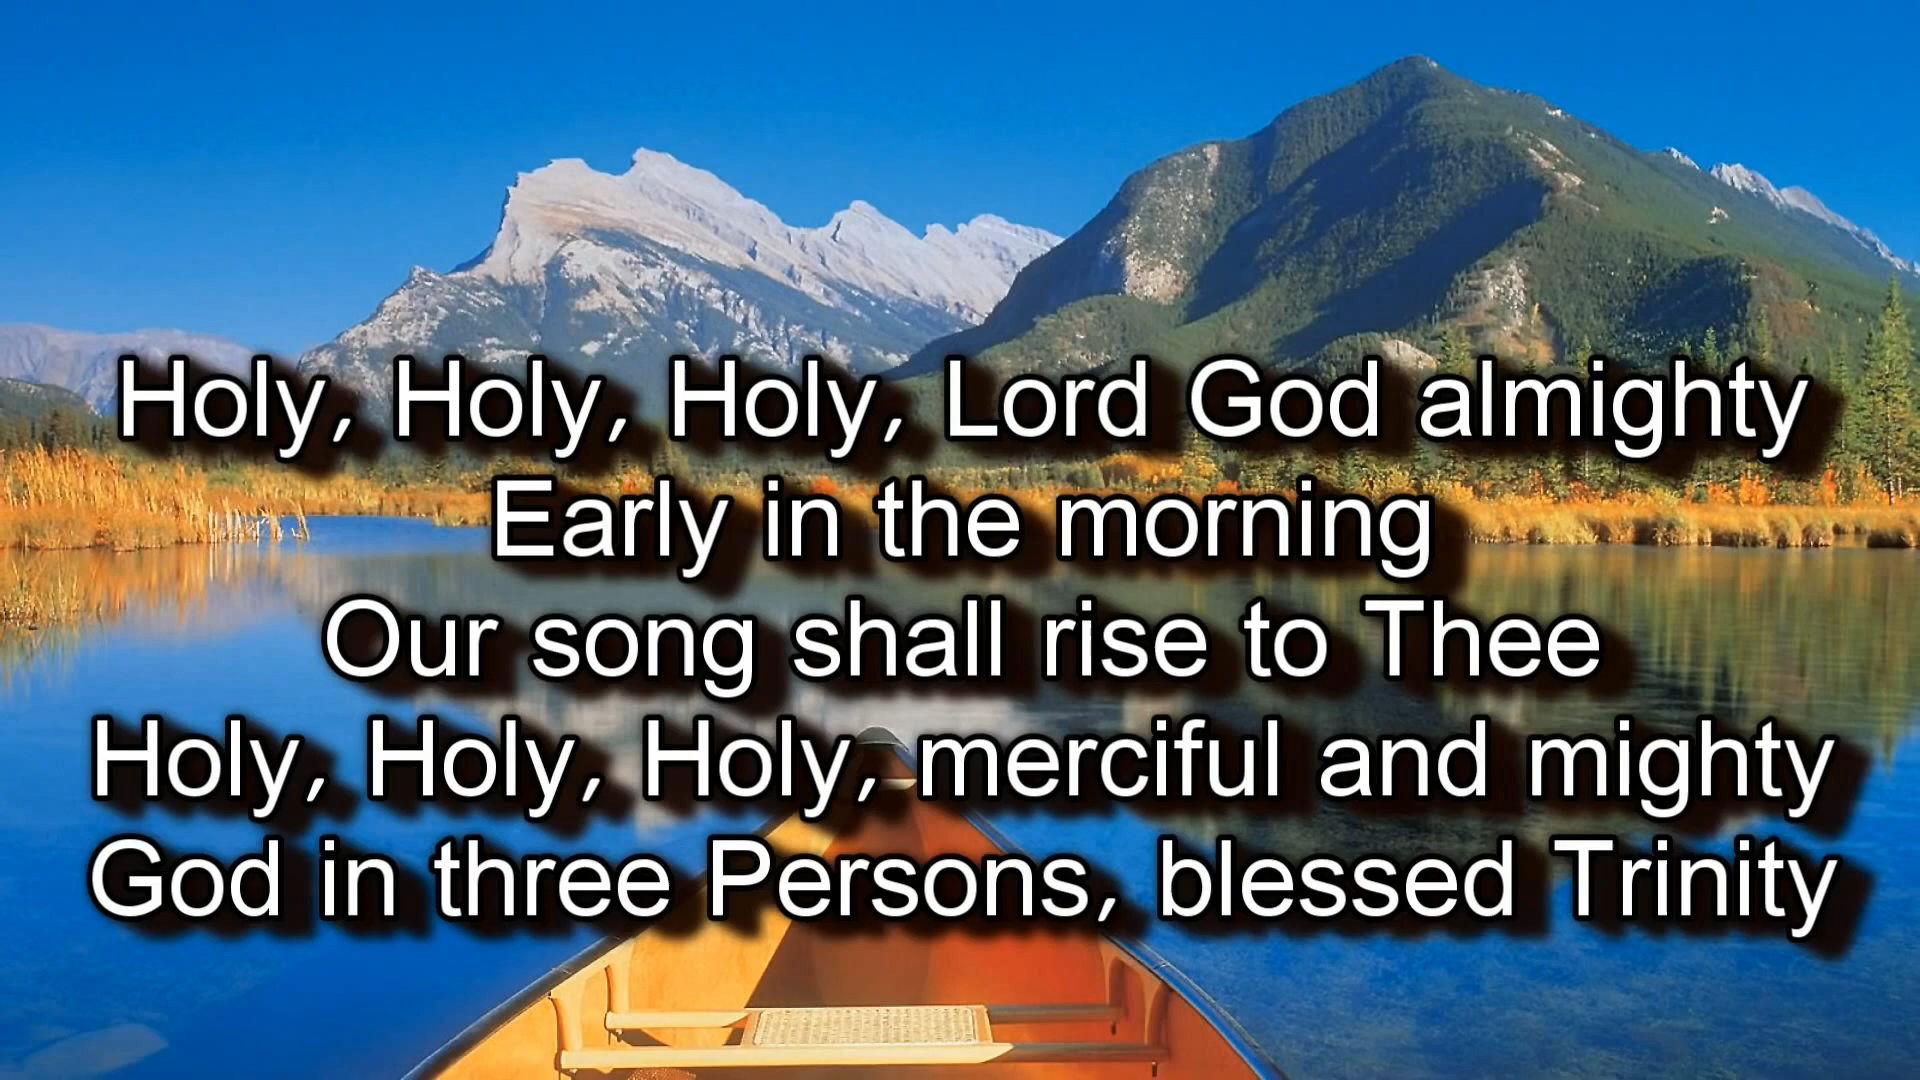 Holy, Holy, Holy, Lord God almighty
Early in the morning
Our song shall rise to Thee
Holy, Holy, Holy, merciful and mighty
God in three Persons, blessed Trinity